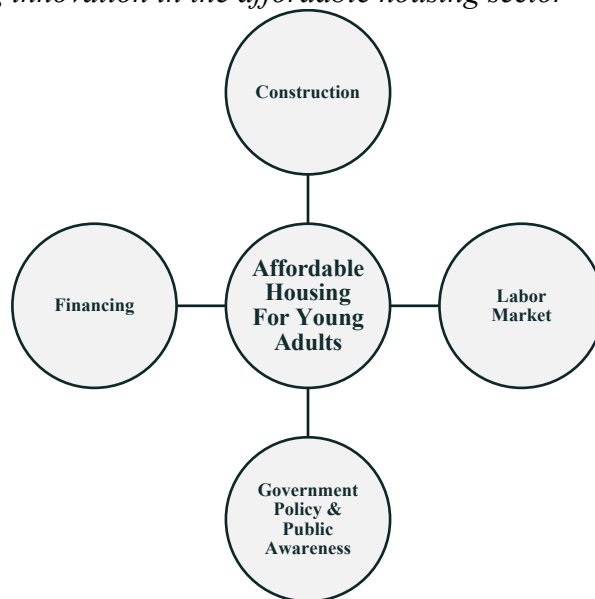 innovation in the affordable housing sector
Construction
Affordable
Housing
For Young
Adults
Financing
Labor
Market
Government
Policy &
Public
Awareness